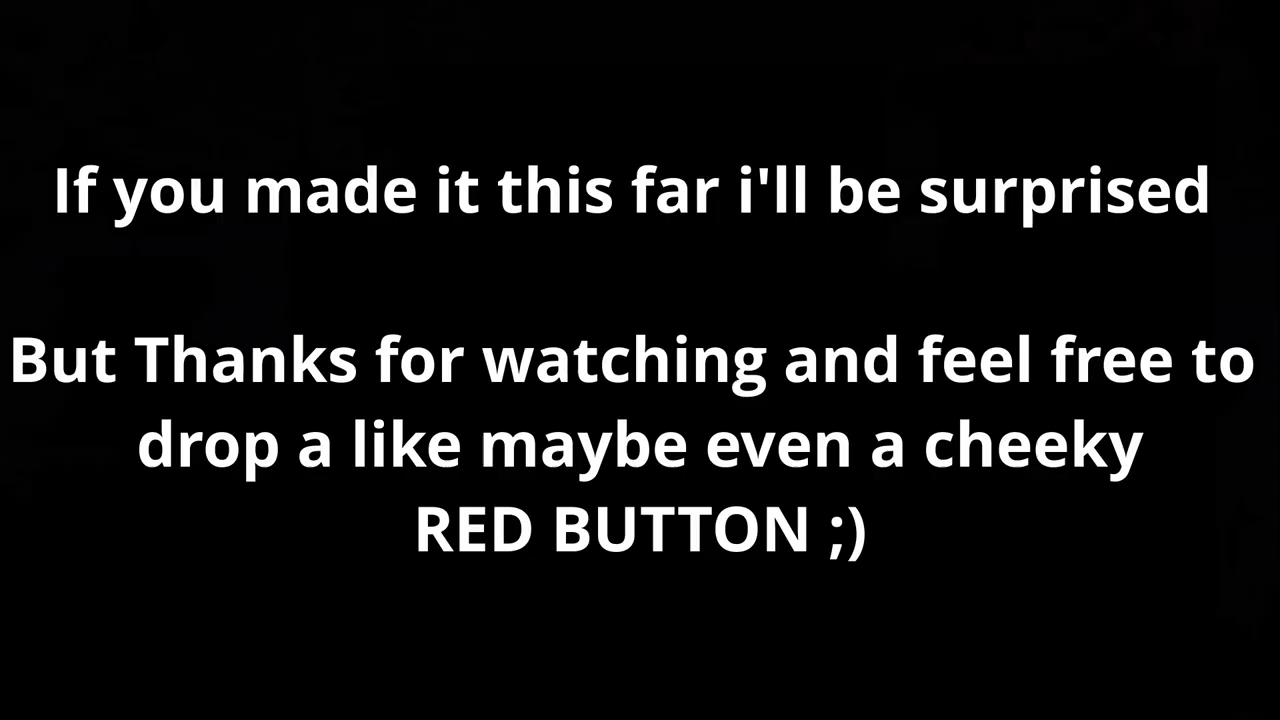 If you made it this far i'll be surprised
But Thanks for watching and feel free to
drop a like maybe even a cheeky
RED BUTTON ;)